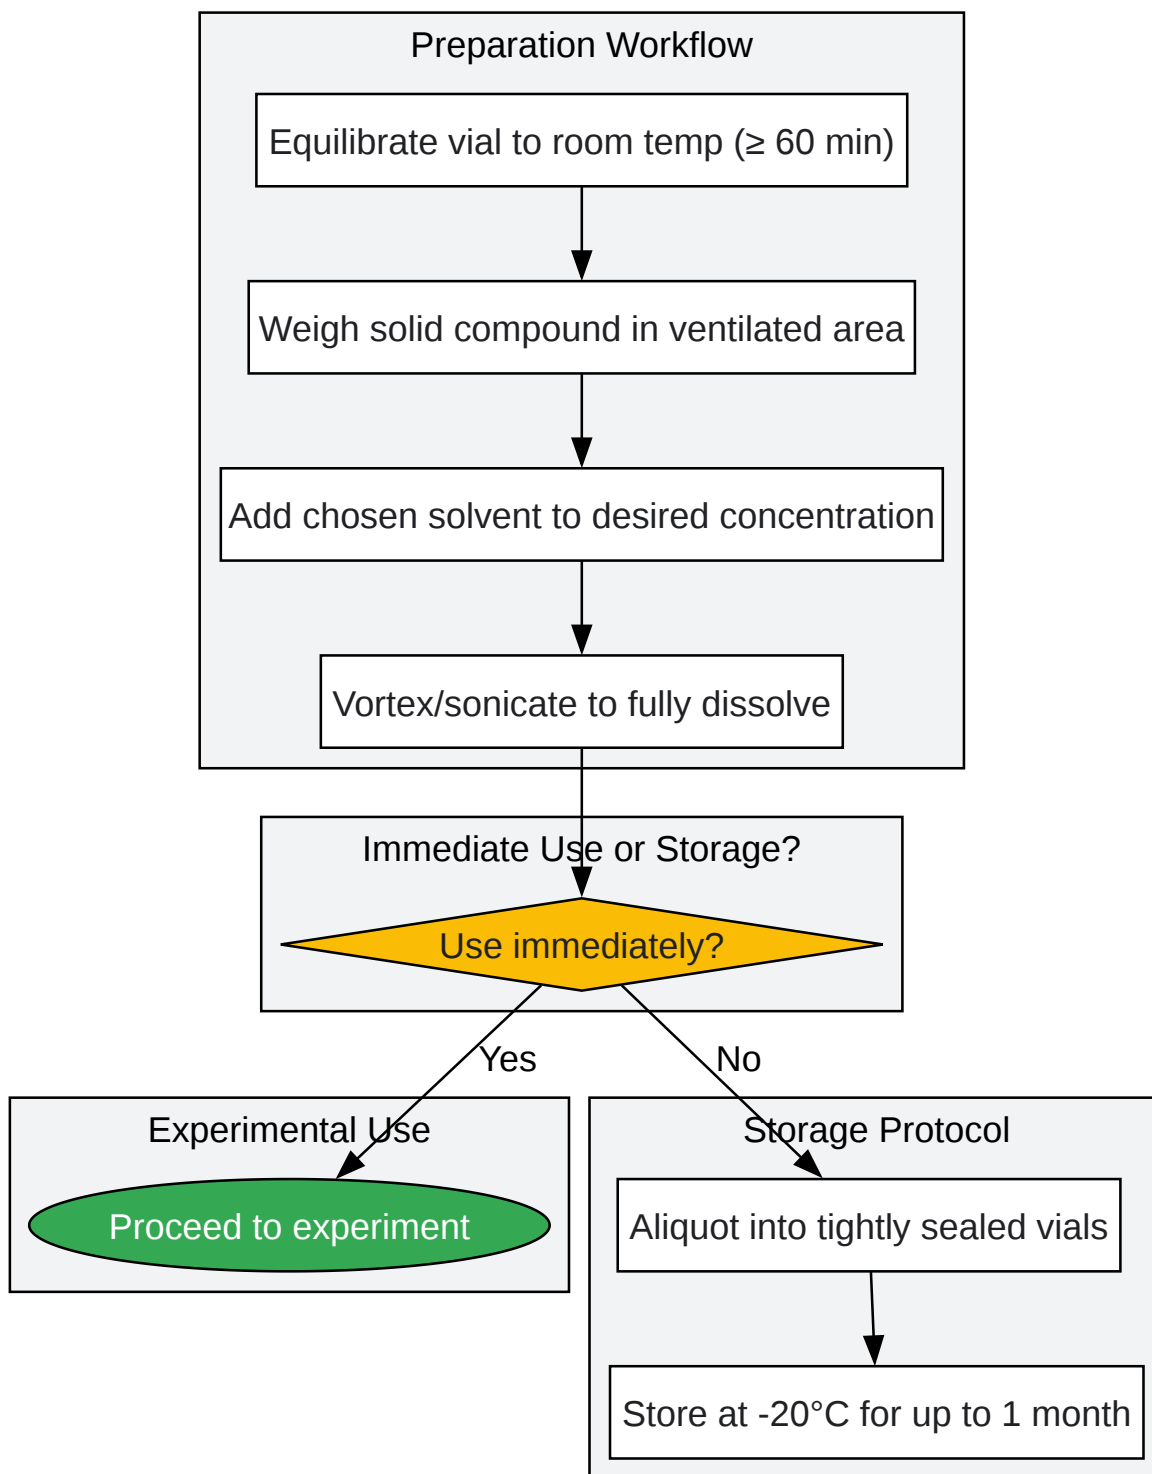 Preparation Workflow
Equilibrate vial to room temp (≥ 60 min)
Weigh solid compound in ventilated area
Add chosen solvent to desired concentration
Vortex/sonicate to fully dissolve
Immediate Use or Storage?
Use immediately?
Yes
No
Experimental Use
Proceed to experiment
Storage Protocol
Aliquot into tightly sealed vials
Store at -20°C for up to 1 month